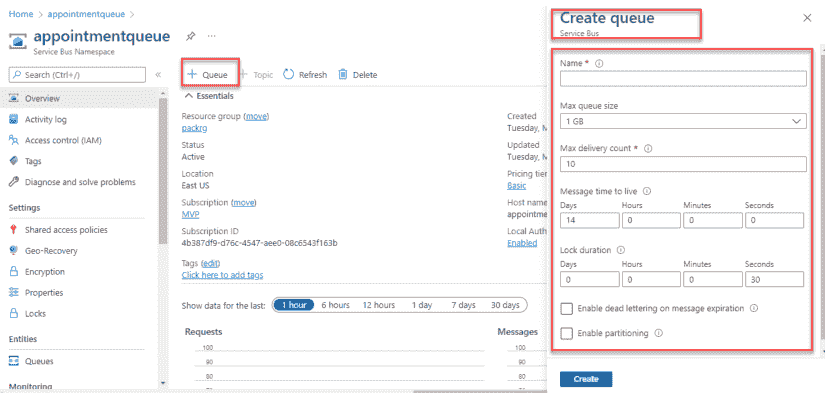 Home > appointmentqueue >
appointmentqueue
Service Bus Namespace
Search (Ctrl+/)
Overview
Activity log
Access control (IAM)
Tags
Diagnose and solve problems
Settings
Shared access policies
Geo-Recovery
Encryption
Properties
Locks
Entities
Queues
Monitoring
+ Queue
+ Topic
Refresh
Delete
Essentials
Resource group (move)
packrg
Status
Active
Location
East US
Subscription (move)
MVP
Subscription ID
4b387df9-d76c-4547-aee0-08c6543f163b
Tags (edit)
Click here to add tags
Created
Tuesday, M
Updated
Tuesday, M
Pricing tier
Basic
Host name
appointme
Local Auth
Enabled
Show data for the last:
1 hour
6 hours
12 hours
1 day
7 days
30 days
Requests
100
90
80
Messages
100
90
80
Create queue
Service Bus
Name *
Max queue size
1 GB
Max delivery count *
10
Message time to live
Days Hours Minutes Seconds
14 0 0 0
Lock duration
Days Hours Minutes Seconds
0 0 0 30
Enable dead lettering on message expiration
Enable partitioning
Create